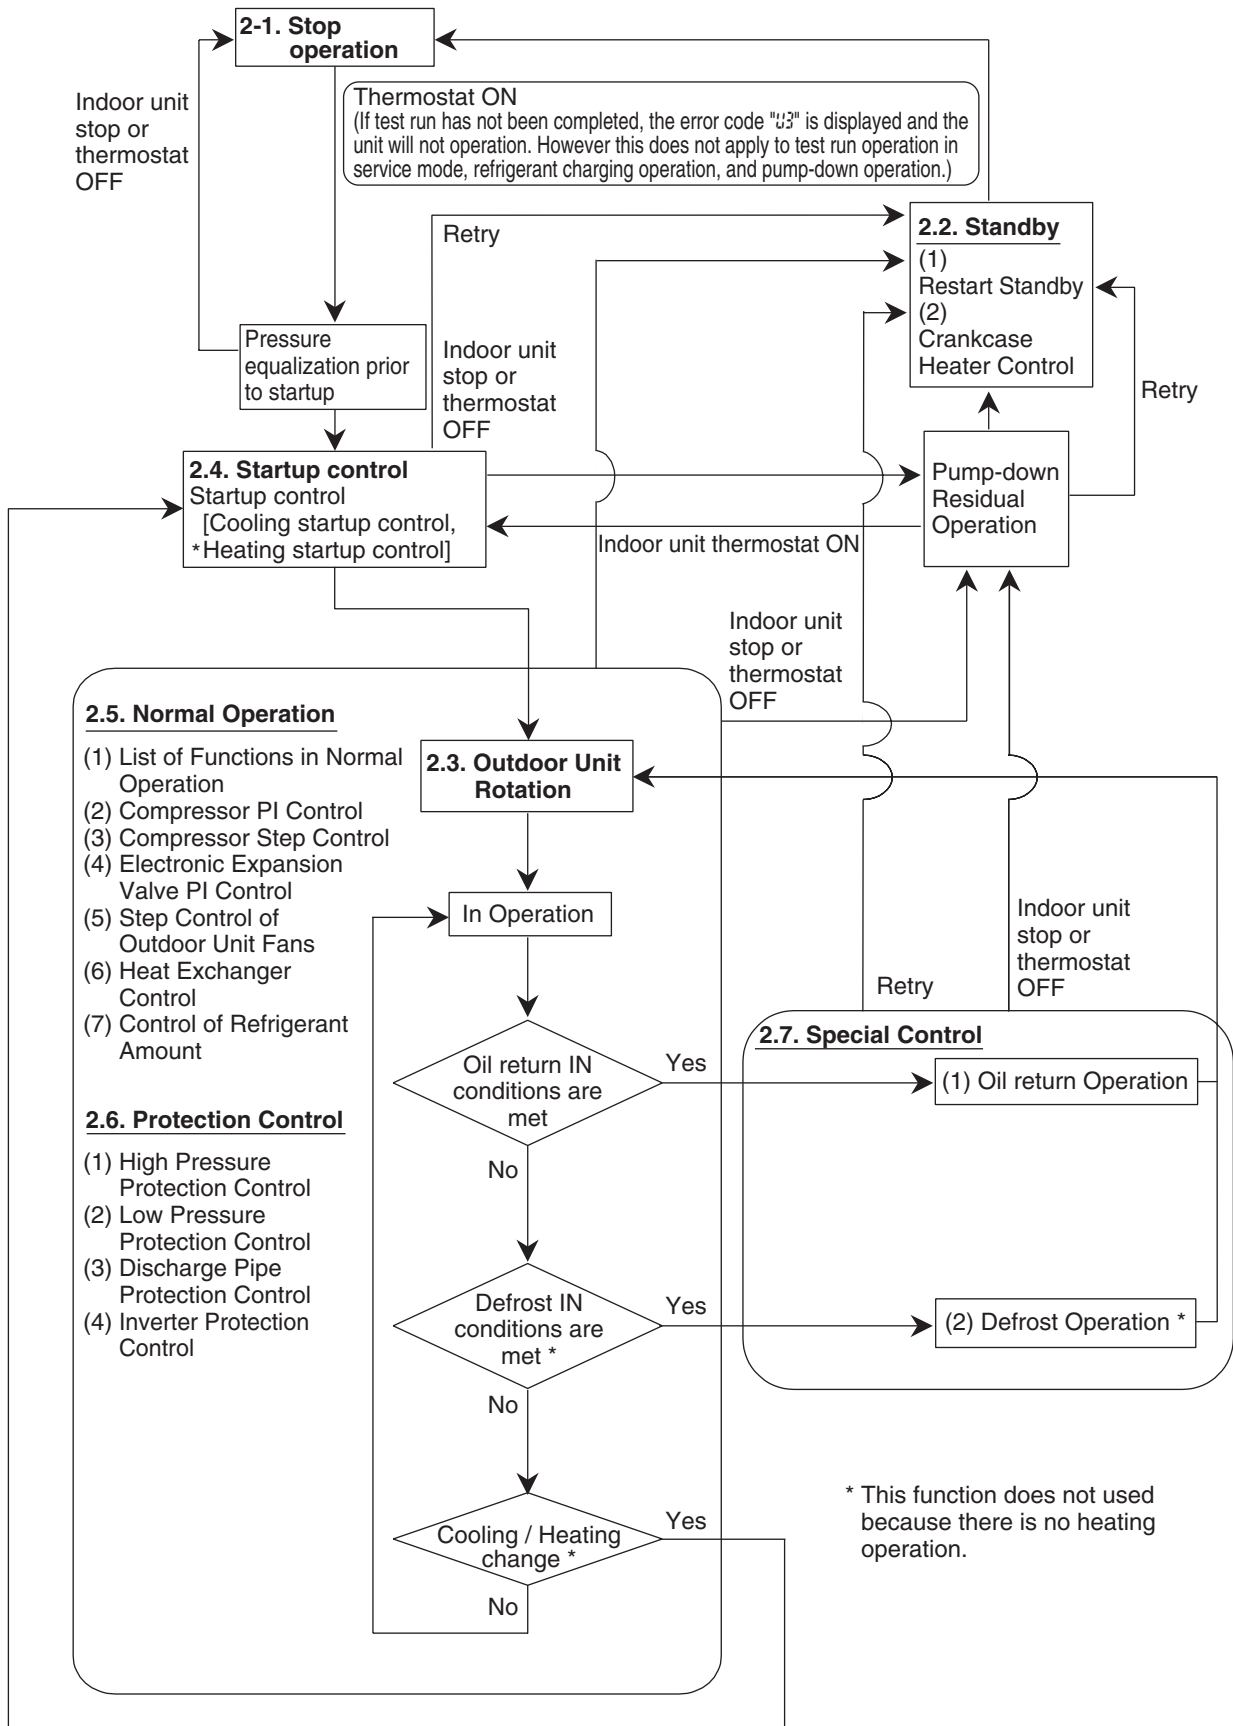 2-1. Stop
operation
Indoor unit
stop or
thermostat
OFF
Thermostat ON
(If test run has not been completed, the error code "U3" is displayed and the
unit will not operation. However this does not apply to test run operation in
service mode, refrigerant charging operation, and pump-down operation.)
Retry
2.2. Standby
(1)
Restart Standby
(2)
Crankcase
Heater Control
Pressure
equalization prior
to startup
Indoor unit
stop or
thermostat
OFF
Retry
2.4. Startup control
Startup control
[Cooling startup control,
*Heating startup control]
Pump-down
Residual
Operation
Indoor unit thermostat ON
Indoor unit
stop or
thermostat
OFF
2.5. Normal Operation
(1) List of Functions in Normal
Operation
(2) Compressor PI Control
(3) Compressor Step Control
(4) Electronic Expansion
Valve PI Control
(5) Step Control of
Outdoor Unit Fans
(6) Heat Exchanger
Control
(7) Control of Refrigerant
Amount
2.6. Protection Control
(1) High Pressure
Protection Control
(2) Low Pressure
Protection Control
(3) Discharge Pipe
Protection Control
(4) Inverter Protection
Control
2.3. Outdoor Unit
Rotation
In Operation
Oil return IN
conditions are
met
Yes
No
Defrost IN
conditions are
met *
Yes
No
Cooling / Heating
change *
Yes
No
Retry
Indoor unit
stop or
thermostat
OFF
2.7. Special Control
(1) Oil return Operation
(2) Defrost Operation *
* This function does not used
because there is no heating
operation.